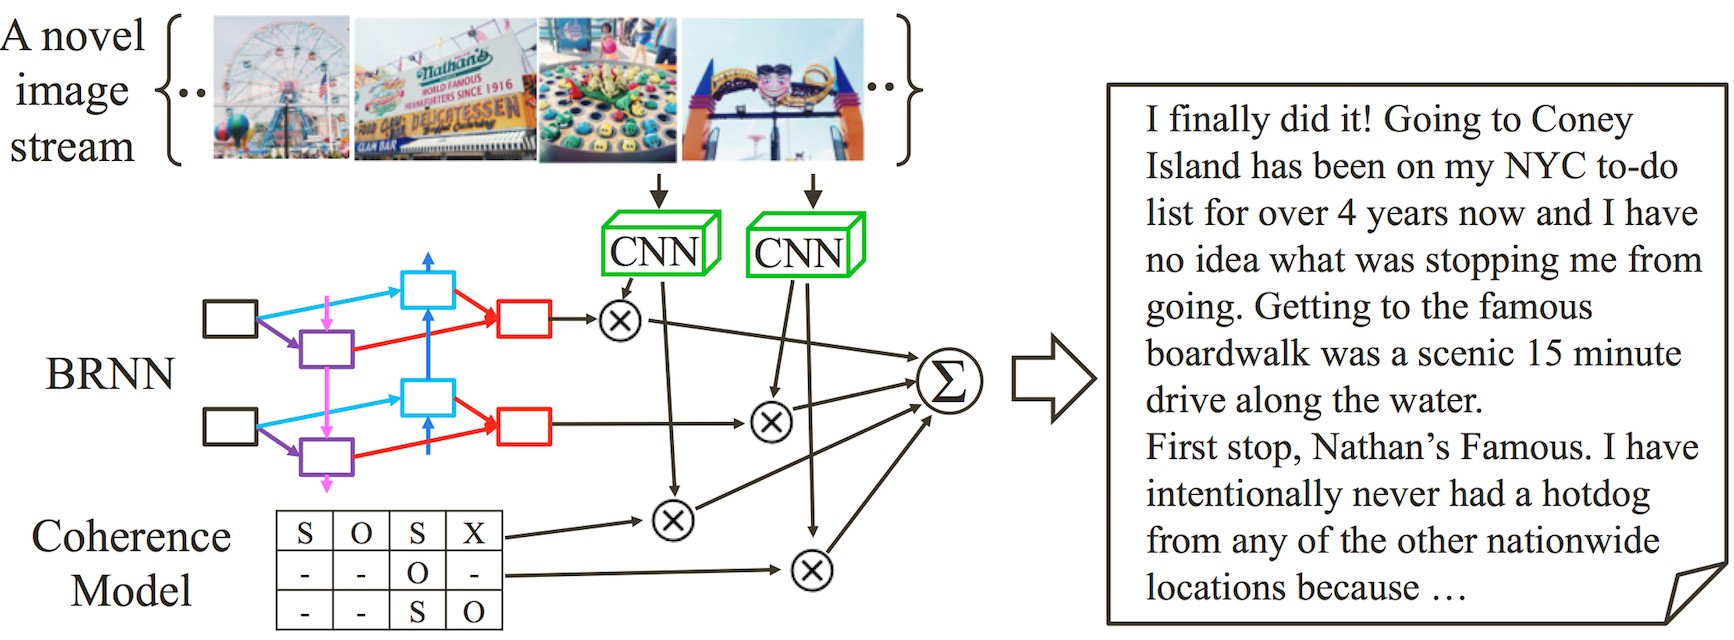 A novel
image
stream
Nathan's
WORLD FAMOUS
FRANKFURTERS SINCE 1916
DELICATESSEN
CLAM BAR
CNN
CNN
BRNN
Σ
Coherence
Model
S O S X
- - O -
- - S O
I finally did it! Going to Coney
Island has been on my NYC to-do
list for over 4 years now and I have
no idea what was stopping me from
going. Getting to the famous
boardwalk was a scenic 15 minute
drive along the water.
First stop, Nathan’s Famous. I have
intentionally never had a hotdog
from any of the other nationwide
locations because …